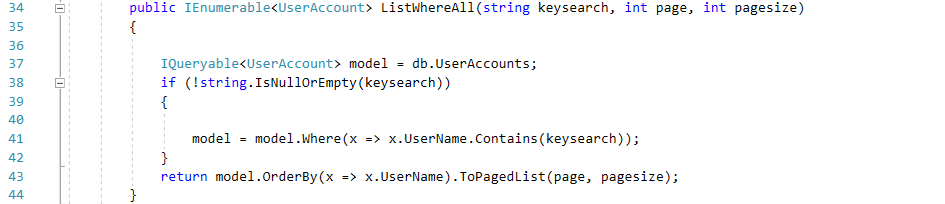 34 public IEnumerable<UserAccount> ListWhereAll(string keysearch, int page, int pagesize)
35 {
36
37 IQueryable<UserAccount> model = db.UserAccounts;
38 if (!string.IsNullOrEmpty(keysearch))
39 {
40
41 model = model.Where(x => x.UserName.Contains(keysearch));
42 }
43 return model.OrderBy(x => x.UserName).ToPagedList(page, pagesize);
44 }